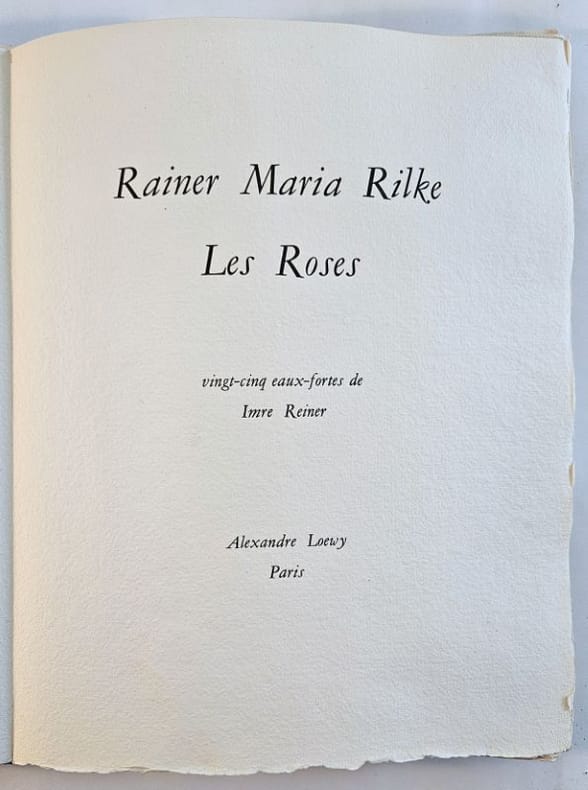 Rainer Maria Rilke
Les Roses
vingt-cinq eaux-fortes de
Imre Reiner
Alexandre Loewy
Paris